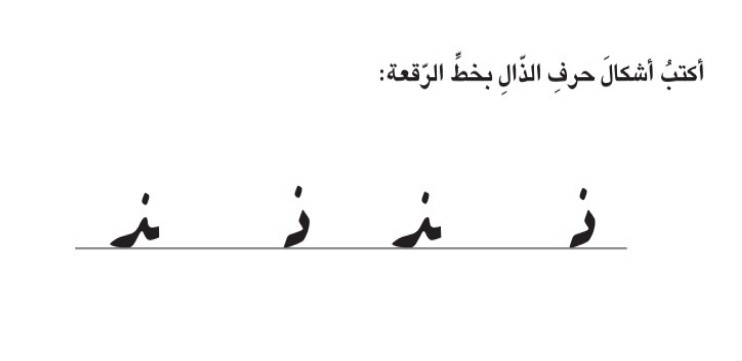 أكتبُ أشكالَ حرفِ الذّالِ بخطِّ الرّقعة:
ذ ـذ ذ ـذ